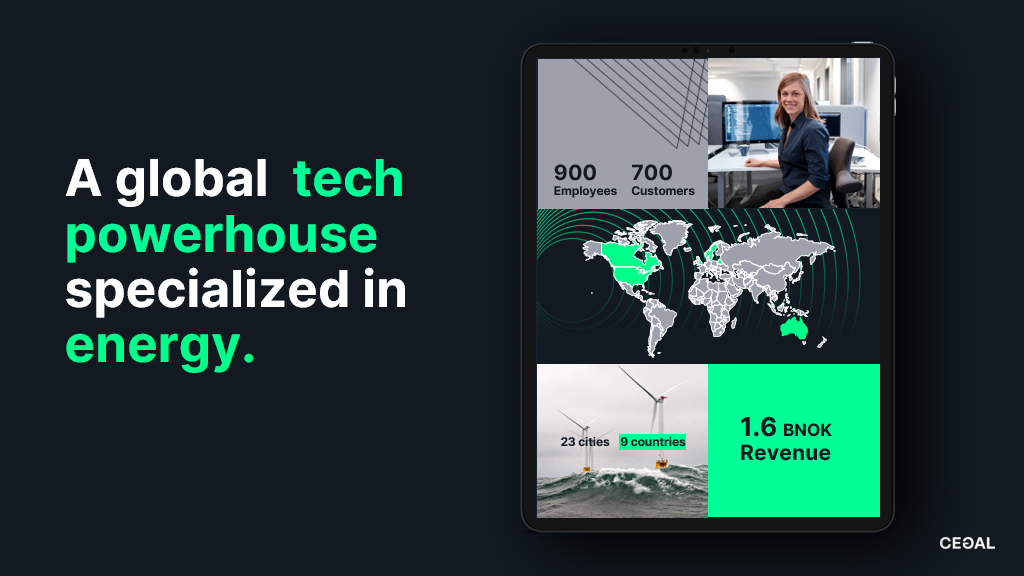 A global tech
powerhouse
specialized in
energy.
900
Employees
700
Customers
23 cities
9 countries
1.6 BNOK
Revenue
CEGAL